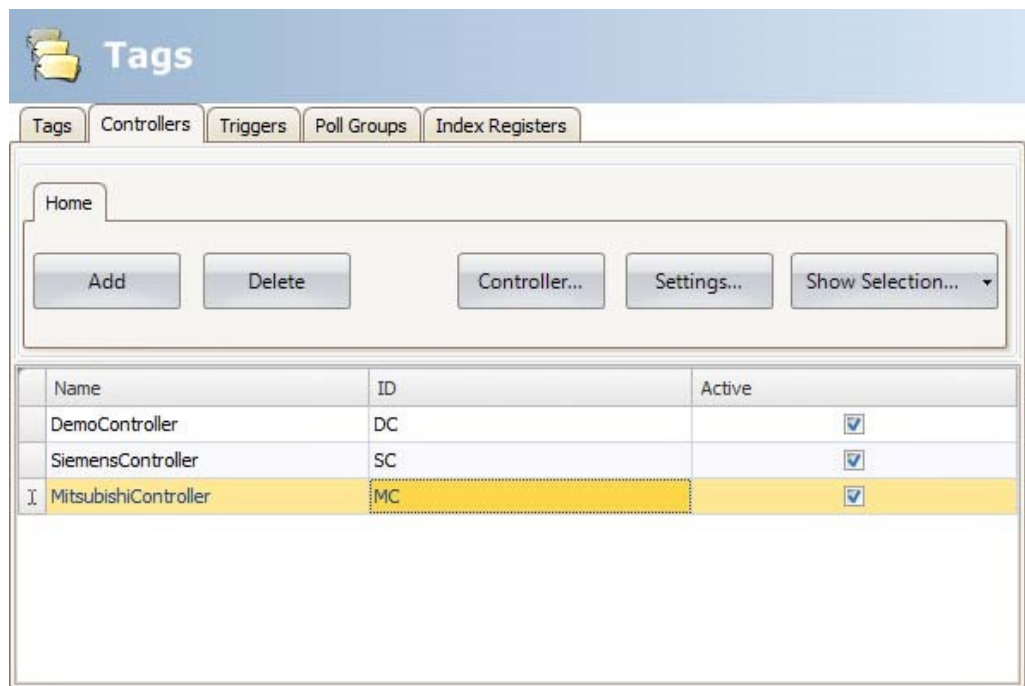 Tags
Tags Controllers Triggers Poll Groups Index Registers
Home
Add Delete Controller... Settings... Show Selection...
Name ID Active
DemoController DC
SiemensController SC
MitsubishiController MC